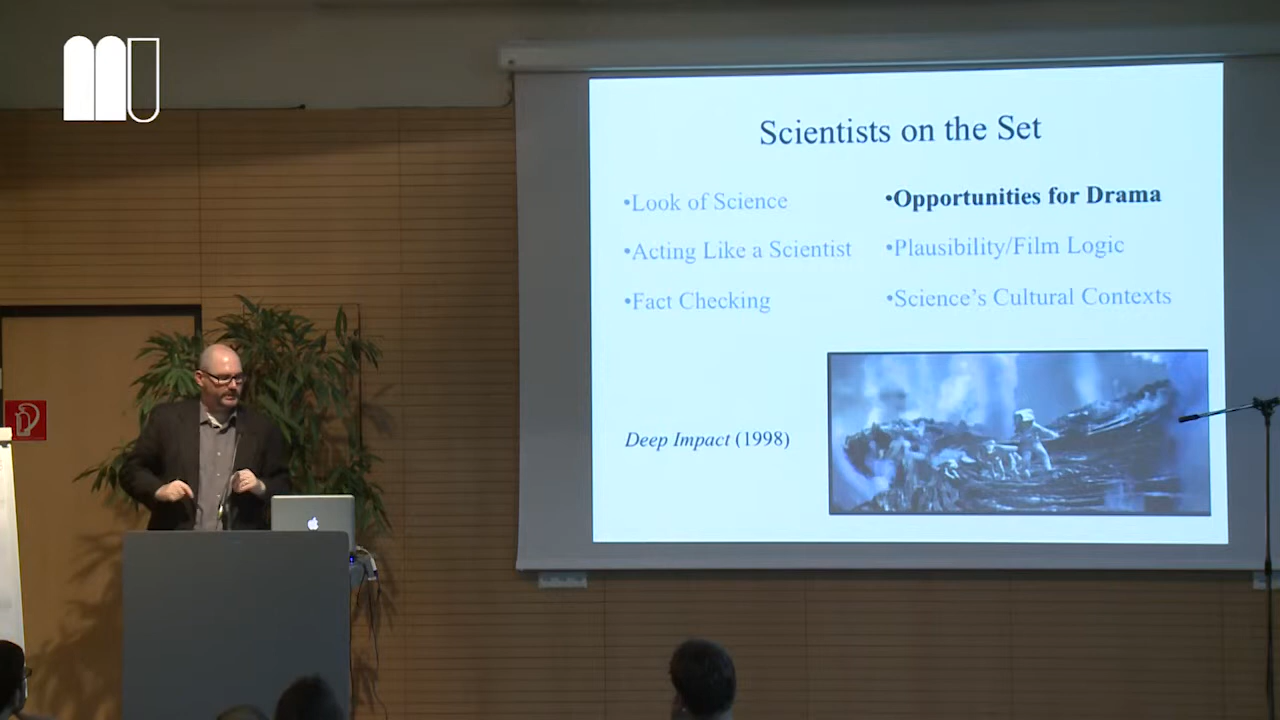 MU
Scientists on the Set
•Look of Science
•Acting Like a Scientist
•Fact Checking
•Opportunities for Drama
•Plausibility/Film Logic
•Science's Cultural Contexts
Deep Impact (1998)